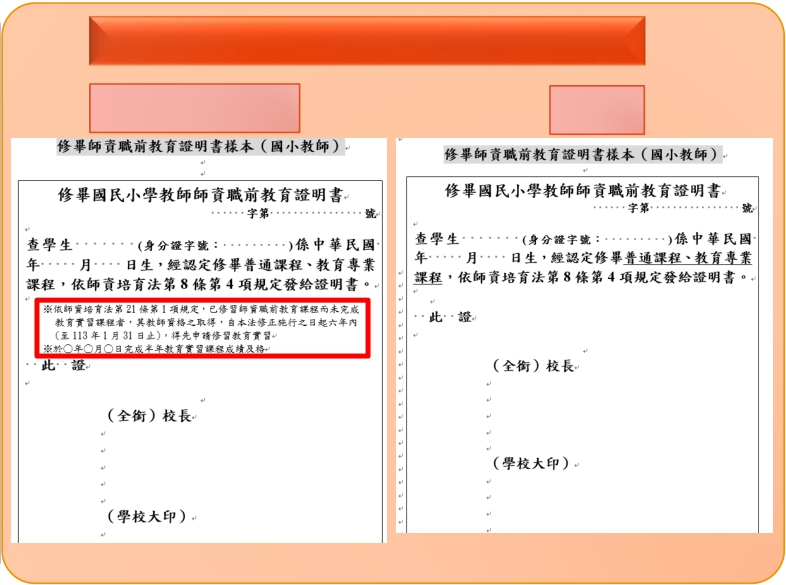 修畢師資職前教育證明書樣本（國小教師）
修畢國民小學教師師資職前教育證明書
字第 號
查學生 (身分證字號： )係中華民國
年 月 日生，經認定修畢普通課程、教育專業
課程，依師資培育法第 8 條第 4 項規定發給證明書。
※依師資培育法第 21 條第 1 項規定，已修習師資職前教育課程而未完成
教育實習課程者，其教師資格之取得，自本法修正施行之日起六年內
(至 113 年 1 月 31 日止)，得先申請修習教育實習
※於○年○月○日完成半年教育實習課程成績及格
此 證
（全銜）校長
（學校大印）
修畢師資職前教育證明書樣本（國小教師）
修畢國民小學教師師資職前教育證明書
字第 號
查學生 (身分證字號： )係中華民國
年 月 日生，經認定修畢普通課程、教育專業
課程，依師資培育法第 8 條第 4 項規定發給證明書。
此 證
（全銜）校長
（學校大印）